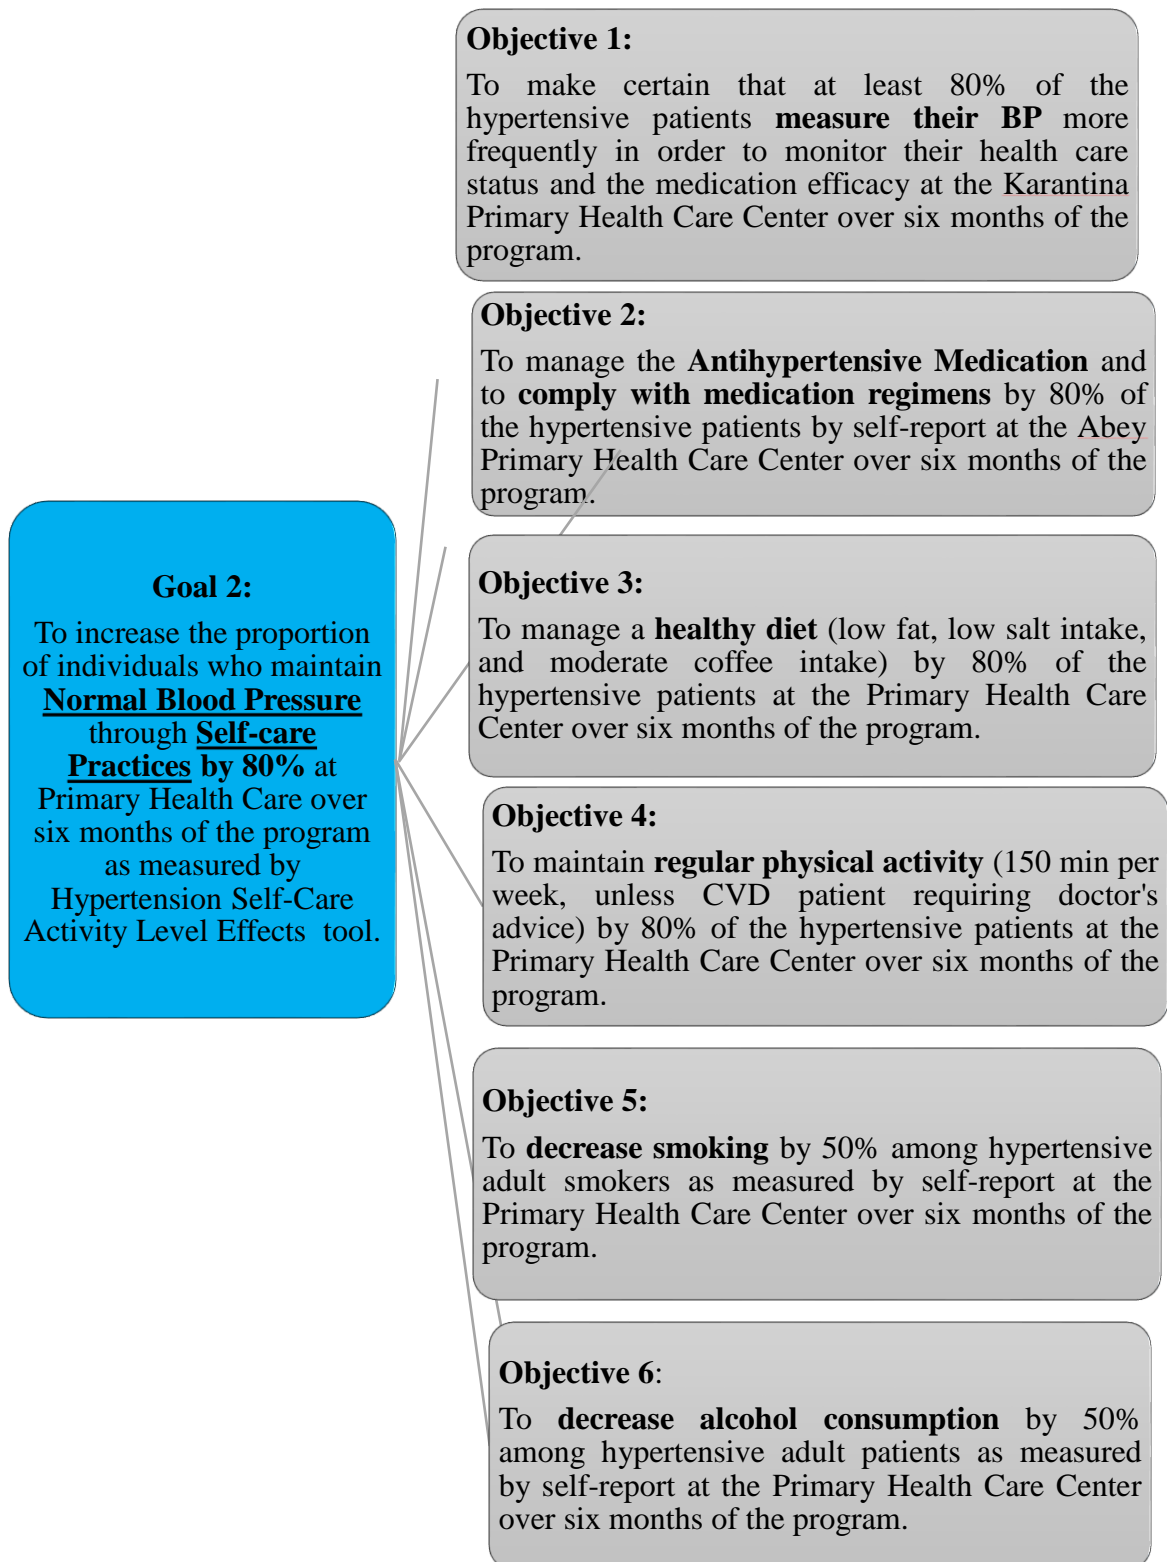 Objective 1:
To make certain that at least 80% of the
hypertensive patients measure their BP more
frequently in order to monitor their health care
status and the medication efficacy at the Karantina
Primary Health Care Center over six months of the
program.
Objective 2:
To manage the Antihypertensive Medication and
to comply with medication regimens by 80% of
the hypertensive patients by self-report at the Abey
Primary Health Care Center over six months of the
program.
Goal 2:
To increase the proportion
of individuals who maintain
Normal Blood Pressure
through Self-care
Practices by 80% at
Primary Health Care over
six months of the program
as measured by
Hypertension Self-Care
Activity Level Effects tool.
Objective 3:
To manage a healthy diet (low fat, low salt intake,
and moderate coffee intake) by 80% of the
hypertensive patients at the Primary Health Care
Center over six months of the program.
Objective 4:
To maintain regular physical activity (150 min per
week, unless CVD patient requiring doctor's
advice) by 80% of the hypertensive patients at the
Primary Health Care Center over six months of the
program.
Objective 5:
To decrease smoking by 50% among hypertensive
adult smokers as measured by self-report at the
Primary Health Care Center over six months of the
program.
Objective 6:
To decrease alcohol consumption by 50%
among hypertensive adult patients as measured
by self-report at the Primary Health Care Center
over six months of the program.